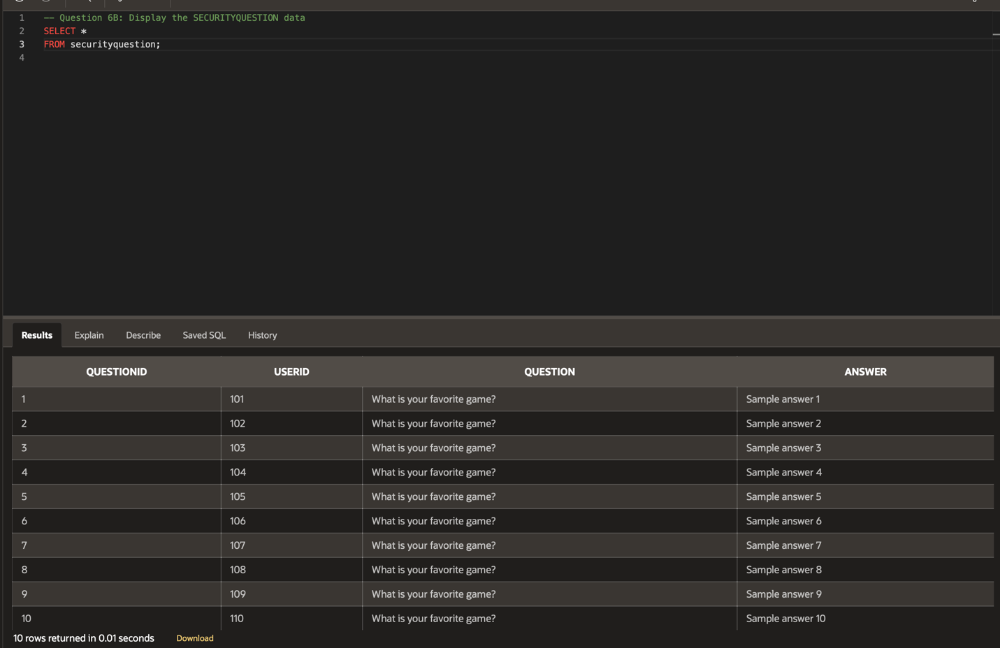 1 -- Question 6B: Display the SECURITYQUESTION data
2 SELECT *
3 FROM securityquestion;
4
Results Explain Describe Saved SQL History
QUESTIONID USERID QUESTION ANSWER
1 101 What is your favorite game? Sample answer 1
2 102 What is your favorite game? Sample answer 2
3 103 What is your favorite game? Sample answer 3
4 104 What is your favorite game? Sample answer 4
5 105 What is your favorite game? Sample answer 5
6 106 What is your favorite game? Sample answer 6
7 107 What is your favorite game? Sample answer 7
8 108 What is your favorite game? Sample answer 8
9 109 What is your favorite game? Sample answer 9
10 110 What is your favorite game? Sample answer 10
10 rows returned in 0.01 seconds Download